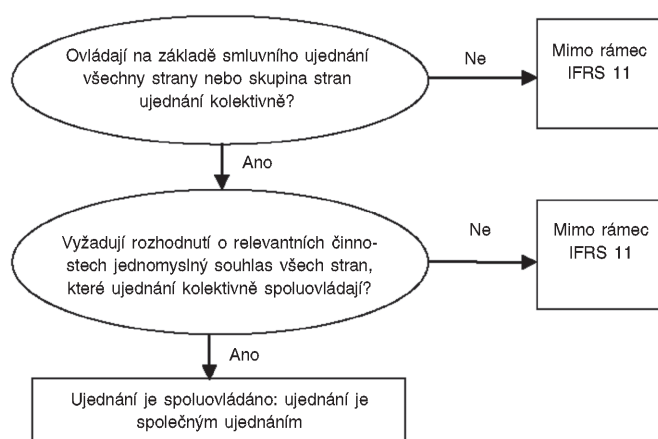 Ovládají na základě smluvního ujednání
všechny strany nebo skupina stran
ujednání kolektivně?
Ne
Mimo rámec
IFRS 11
Ano
Vyžadují rozhodnutí o relevantních činno-
stech jednomyslný souhlas všech stran,
které ujednání kolektivně spoluovládají?
Ne
Mimo rámec
IFRS 11
Ano
Ujednání je spoluovládáno: ujednání je
společným ujednáním